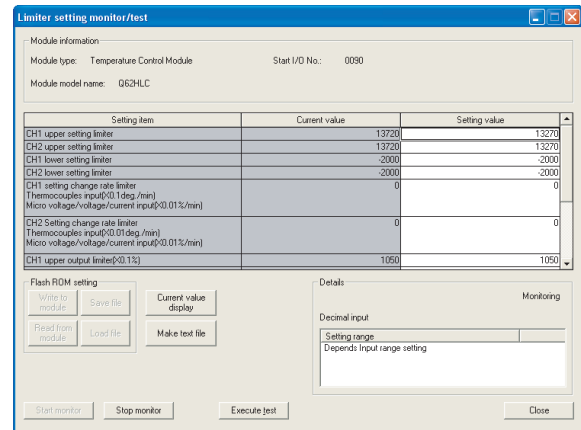 Limiter setting monitor/test
Module information
Module type: Temperature Control Module Start I/O No.: 0090
Module model name: Q62HLC
Setting item Current value Setting value
CH1 upper setting limiter 13720 13270
CH2 upper setting limiter 13720 13270
CH1 lower setting limiter -2000 -2000
CH2 lower setting limiter -2000 -2000
CH1 setting change rate limiter 0 0
Thermocouples input(X0.1deg./min)
Micro voltage/voltage/current input(X0.01%/min)
CH2 Setting change rate limiter 0 0
Thermocouples input(X0.01deg./min)
Micro voltage/voltage/current input(X0.01%/min)
CH1 upper output limiter(X0.1%) 1050 1050
Flash ROM setting
Write to module
Save file
Current value display
Read from module
Load file
Make text file
Details
Monitoring
Decimal input
Setting range
Depends Input range setting
Start monitor Stop monitor Execute test Close